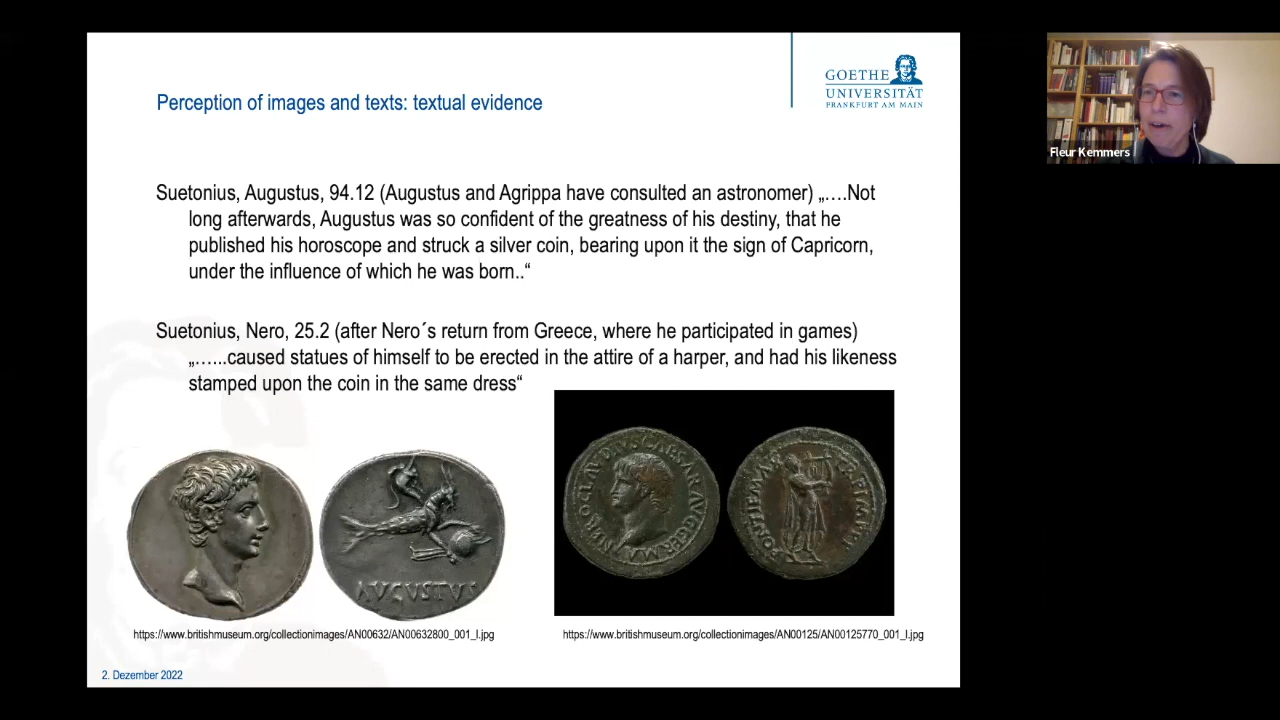 Perception of images and texts: textual evidence
GOETHE
UNIVERSITÄT
FRANKFURT AM MAIN
Fleur Kemmers
Suetonius, Augustus, 94.12 (Augustus and Agrippa have consulted an astronomer) „….Not
long afterwards, Augustus was so confident of the greatness of his destiny, that he
published his horoscope and struck a silver coin, bearing upon it the sign of Capricorn,
under the influence of which he was born..“
Suetonius, Nero, 25.2 (after Nero´s return from Greece, where he participated in games)
„…...caused statues of himself to be erected in the attire of a harper, and had his likeness
stamped upon the coin in the same dress“
AVGVSTVS
https://www.britishmuseum.org/collectionimages/AN00632/AN00632800_001_l.jpg
https://www.britishmuseum.org/collectionimages/AN00125/AN00125770_001_l.jpg
2. Dezember 2022